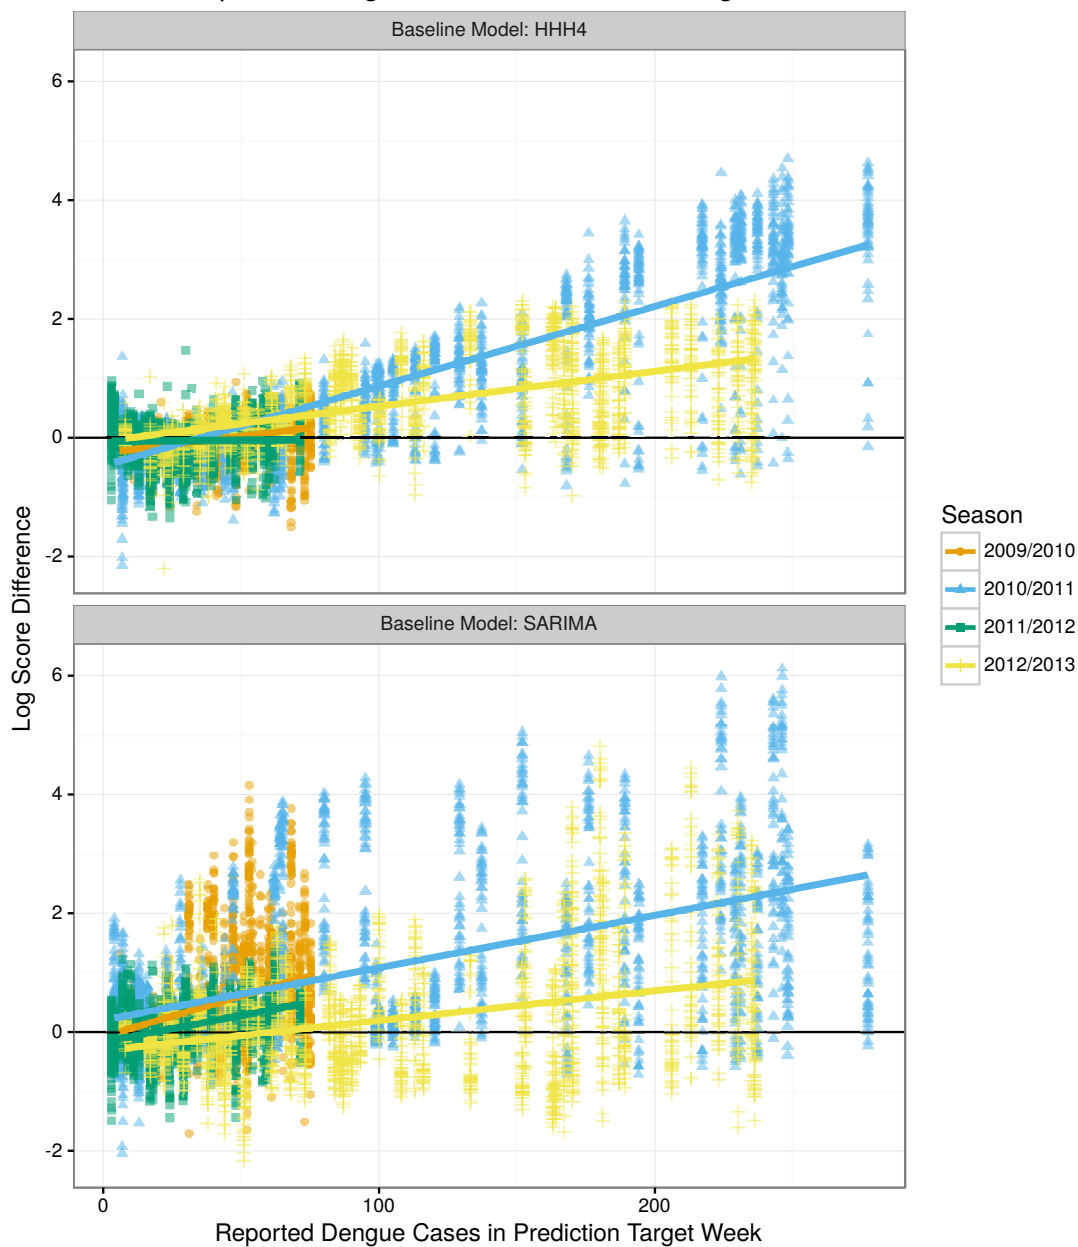 Baseline Model: HHH4
6
4
2
0
-2
Baseline Model: SARIMA
6
4
2
0
-2
0 100 200
Reported Dengue Cases in Prediction Target Week
Log Score Difference
Season
2009/2010
2010/2011
2011/2012
2012/2013